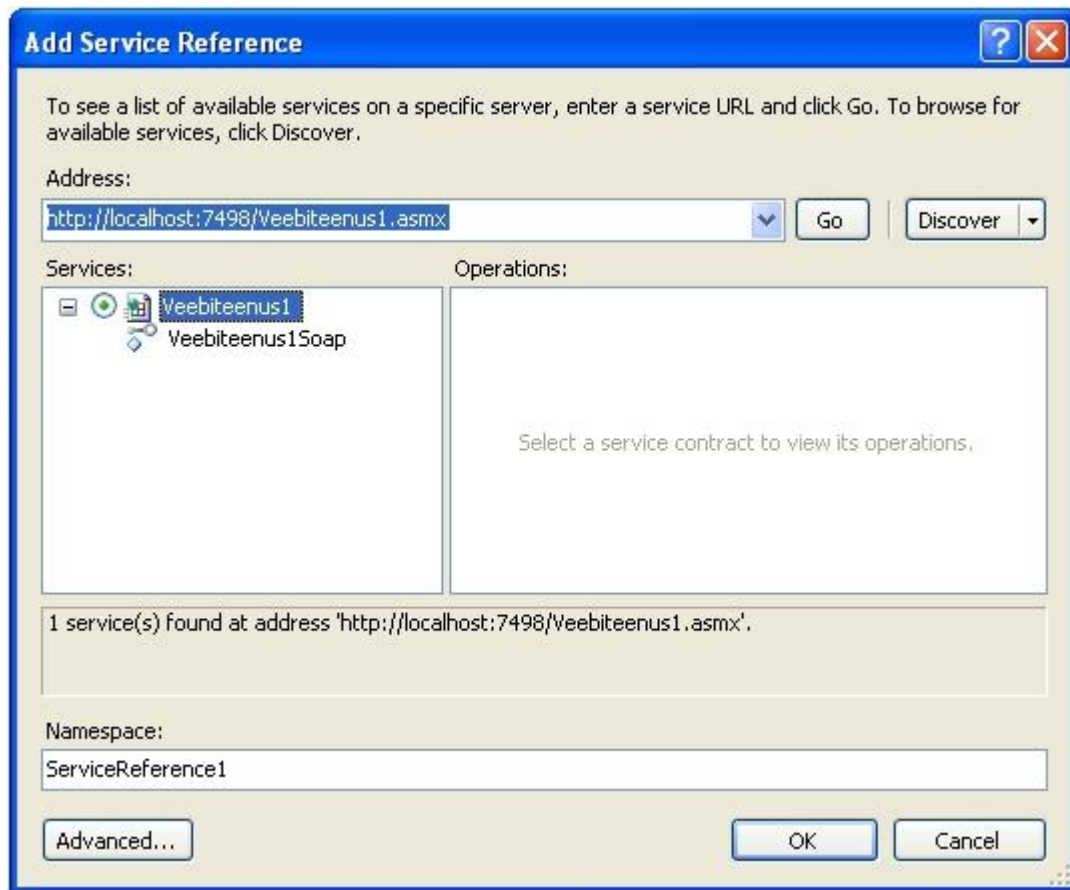 Add Service Reference
To see a list of available services on a specific server, enter a service URL and click Go. To browse for
available services, click Discover.
Address:
http://localhost:7498/Veebiteenus1.asmx
Go
Discover
Services:
Operations:
Veebiteenus1
Veebiteenus1Soap
Select a service contract to view its operations.
1 service(s) found at address 'http://localhost:7498/Veebiteenus1.asmx'.
Namespace:
ServiceReference1
Advanced...
OK
Cancel